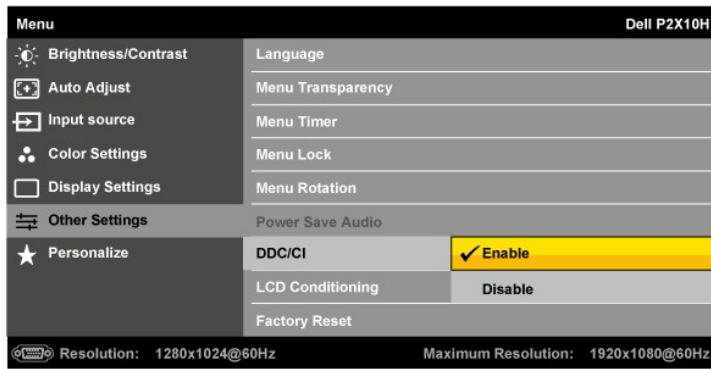 Menu Dell P2X10H
Brightness/Contrast
Auto Adjust
Input source
Color Settings
Display Settings
Other Settings
Personalize
Language
Menu Transparency
Menu Timer
Menu Lock
Menu Rotation
Power Save Audio
DDC/CI
Enable
Disable
LCD Conditioning
Factory Reset
Resolution: 1280x1024@60Hz Maximum Resolution: 1920x1080@60Hz